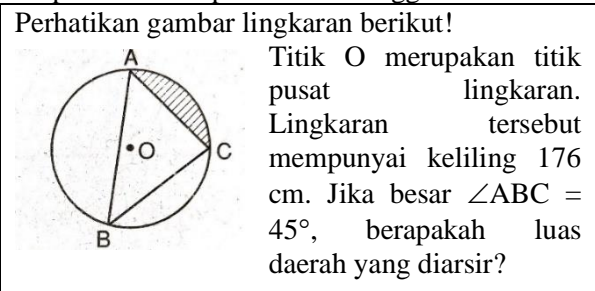 Perhatikan gambar lingkaran berikut!
A
O
C
B
Titik O merupakan titik
pusat lingkaran.
Lingkaran tersebut
mempunyai keliling 176
cm. Jika besar ∠ABC =
45°, berapakah luas
daerah yang diarsir?